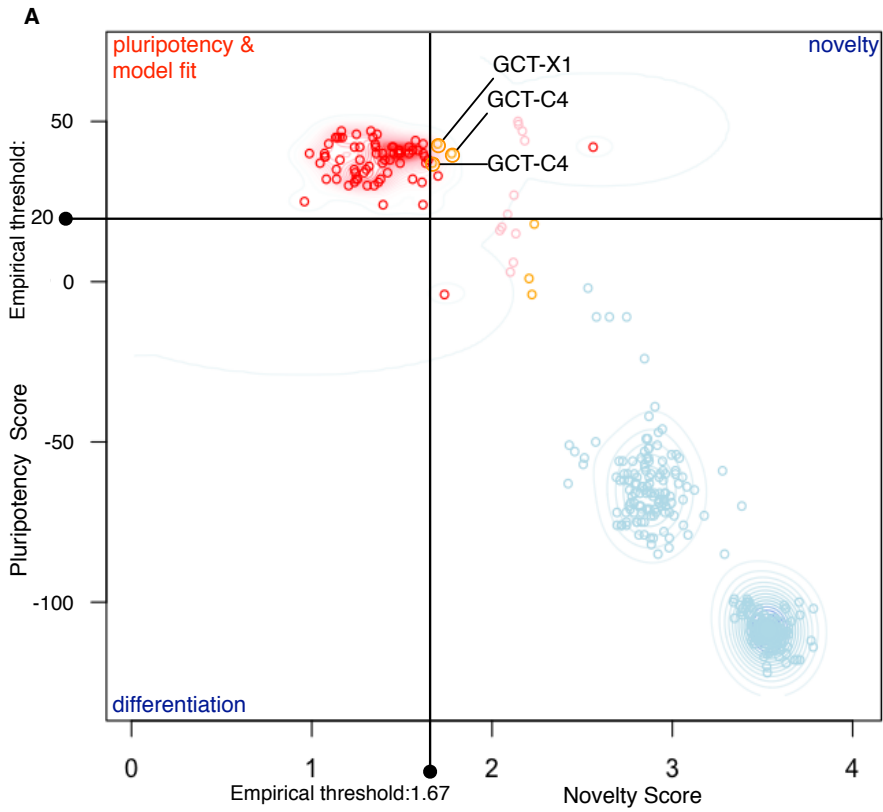 A
pluripotency &
model fit
novelty
GCT-X1
GCT-C4
GCT-C4
50
20
0
-50
-100
Empirical threshold:
Pluripotency Score
differentiation
0
1
2
3
4
Empirical threshold:1.67
Novelty Score